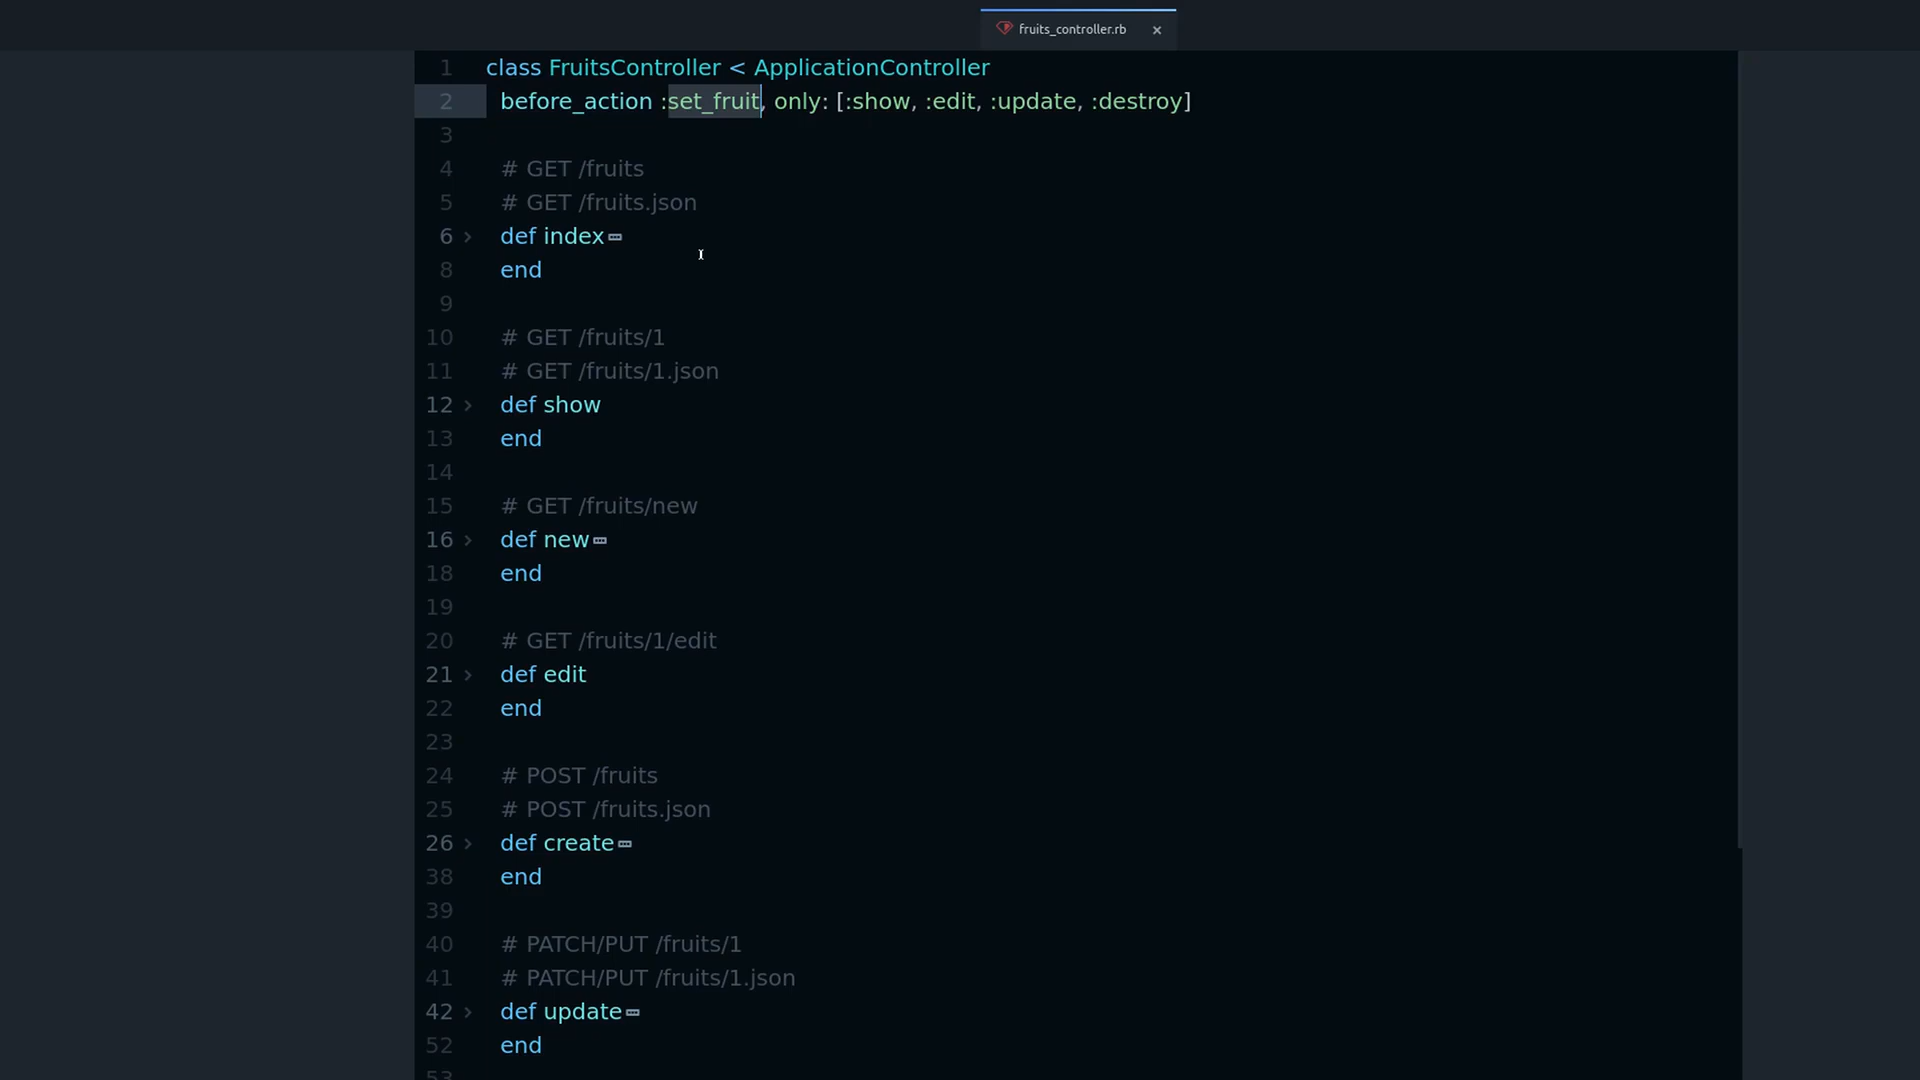 fruits_controller.rb ×
1 class FruitsController < ApplicationController
2 before_action :set_fruit, only: [:show, :edit, :update, :destroy]
3
4 # GET /fruits
5 # GET /fruits.json
6 def index
8 end
9
10 # GET /fruits/1
11 # GET /fruits/1.json
12 def show
13 end
14
15 # GET /fruits/new
16 def new
18 end
19
20 # GET /fruits/1/edit
21 def edit
22 end
23
24 # POST /fruits
25 # POST /fruits.json
26 def create
38 end
39
40 # PATCH/PUT /fruits/1
41 # PATCH/PUT /fruits/1.json
42 def update
52 end
53